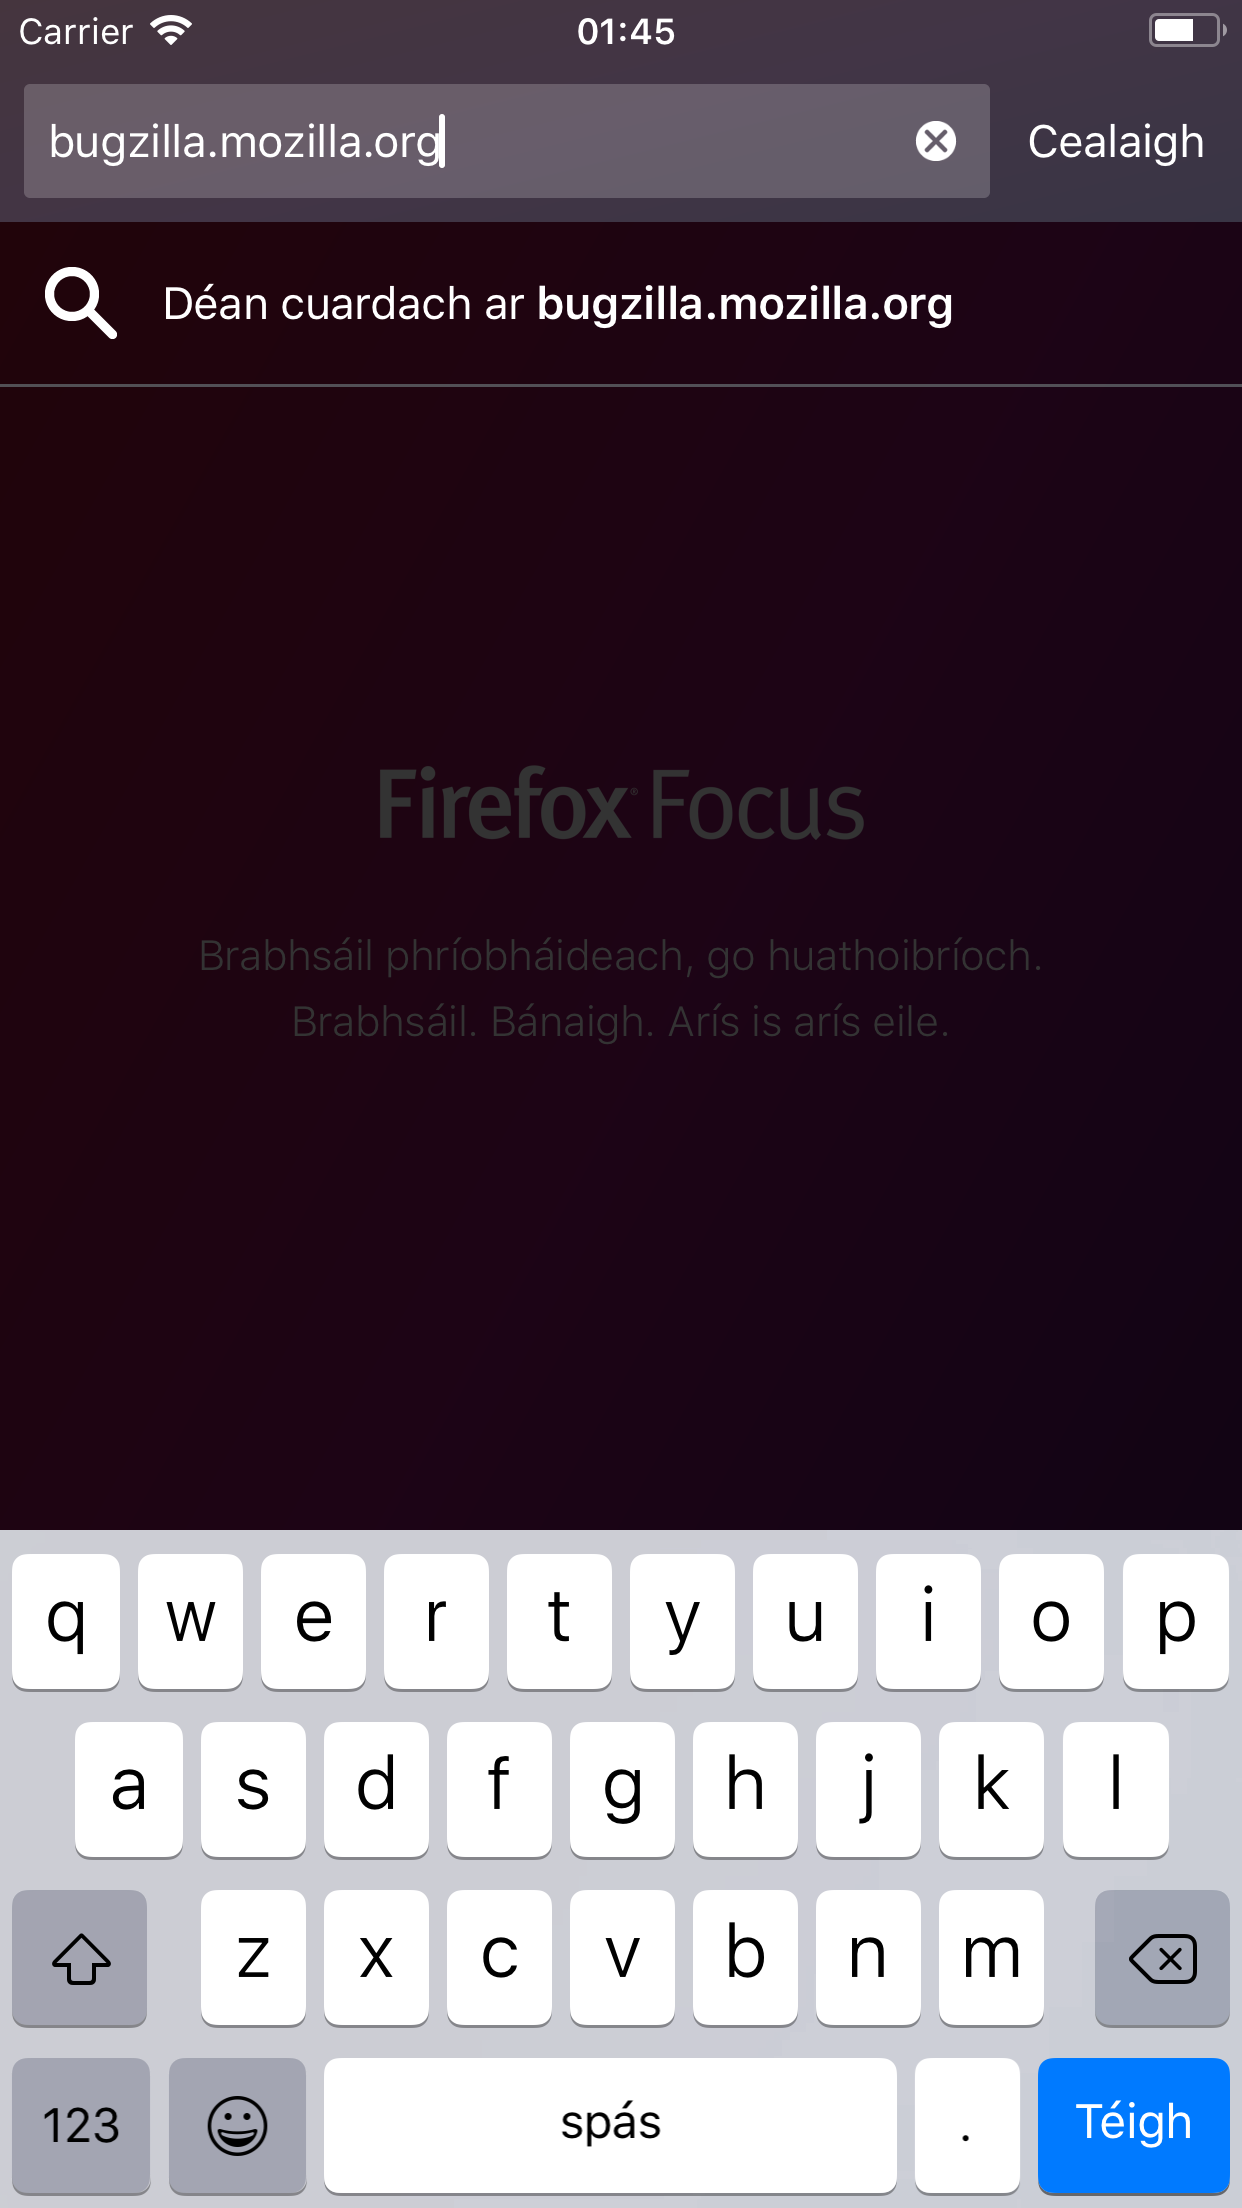 Carrier 01:45
bugzilla.mozilla.org Cealaigh
Déan cuardach ar bugzilla.mozilla.org
Firefox® Focus
Brabhsáil phríobháideach, go huathoibríoch.
Brabhsáil. Bánaigh. Arís is arís eile.
q w e r t y u i o p
a s d f g h j k l
z x c v b n m
123 spás . Téigh